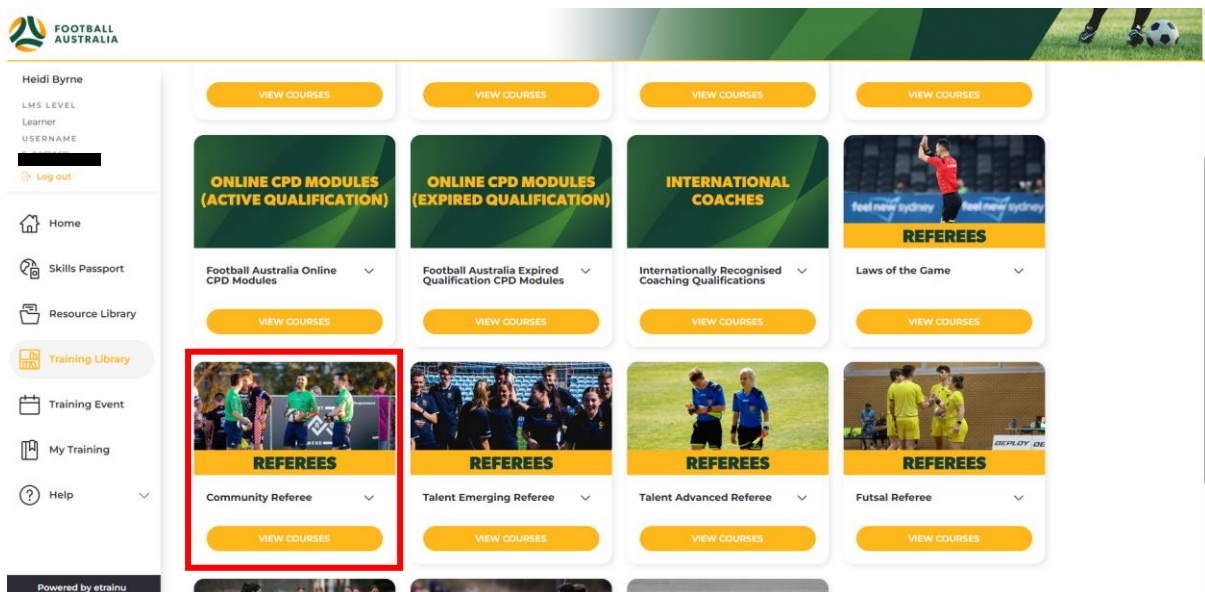 FOOTBALL
AUSTRALIA
Heidi Byrne
LMS LEVEL
Learner
USERNAME
Log out
Home
Skills Passport
Resource Library
Training Library
Training Event
My Training
Help
Powered by etrainu
VIEW COURSES
VIEW COURSES
VIEW COURSES
VIEW COURSES
ONLINE CPD MODULES
(ACTIVE QUALIFICATION)
Football Australia Online
CPD Modules
VIEW COURSES
ONLINE CPD MODULES
(EXPIRED QUALIFICATION)
Football Australia Expired
Qualification CPD Modules
VIEW COURSES
INTERNATIONAL
COACHES
Internationally Recognised
Coaching Qualifications
VIEW COURSES
feel new sydney
feel new sydney
REFEREES
Laws of the Game
VIEW COURSES
REFEREES
Community Referee
VIEW COURSES
REFEREES
Talent Emerging Referee
VIEW COURSES
REFEREES
Talent Advanced Referee
VIEW COURSES
DEPLOY DE
REFEREES
Futsal Referee
VIEW COURSES